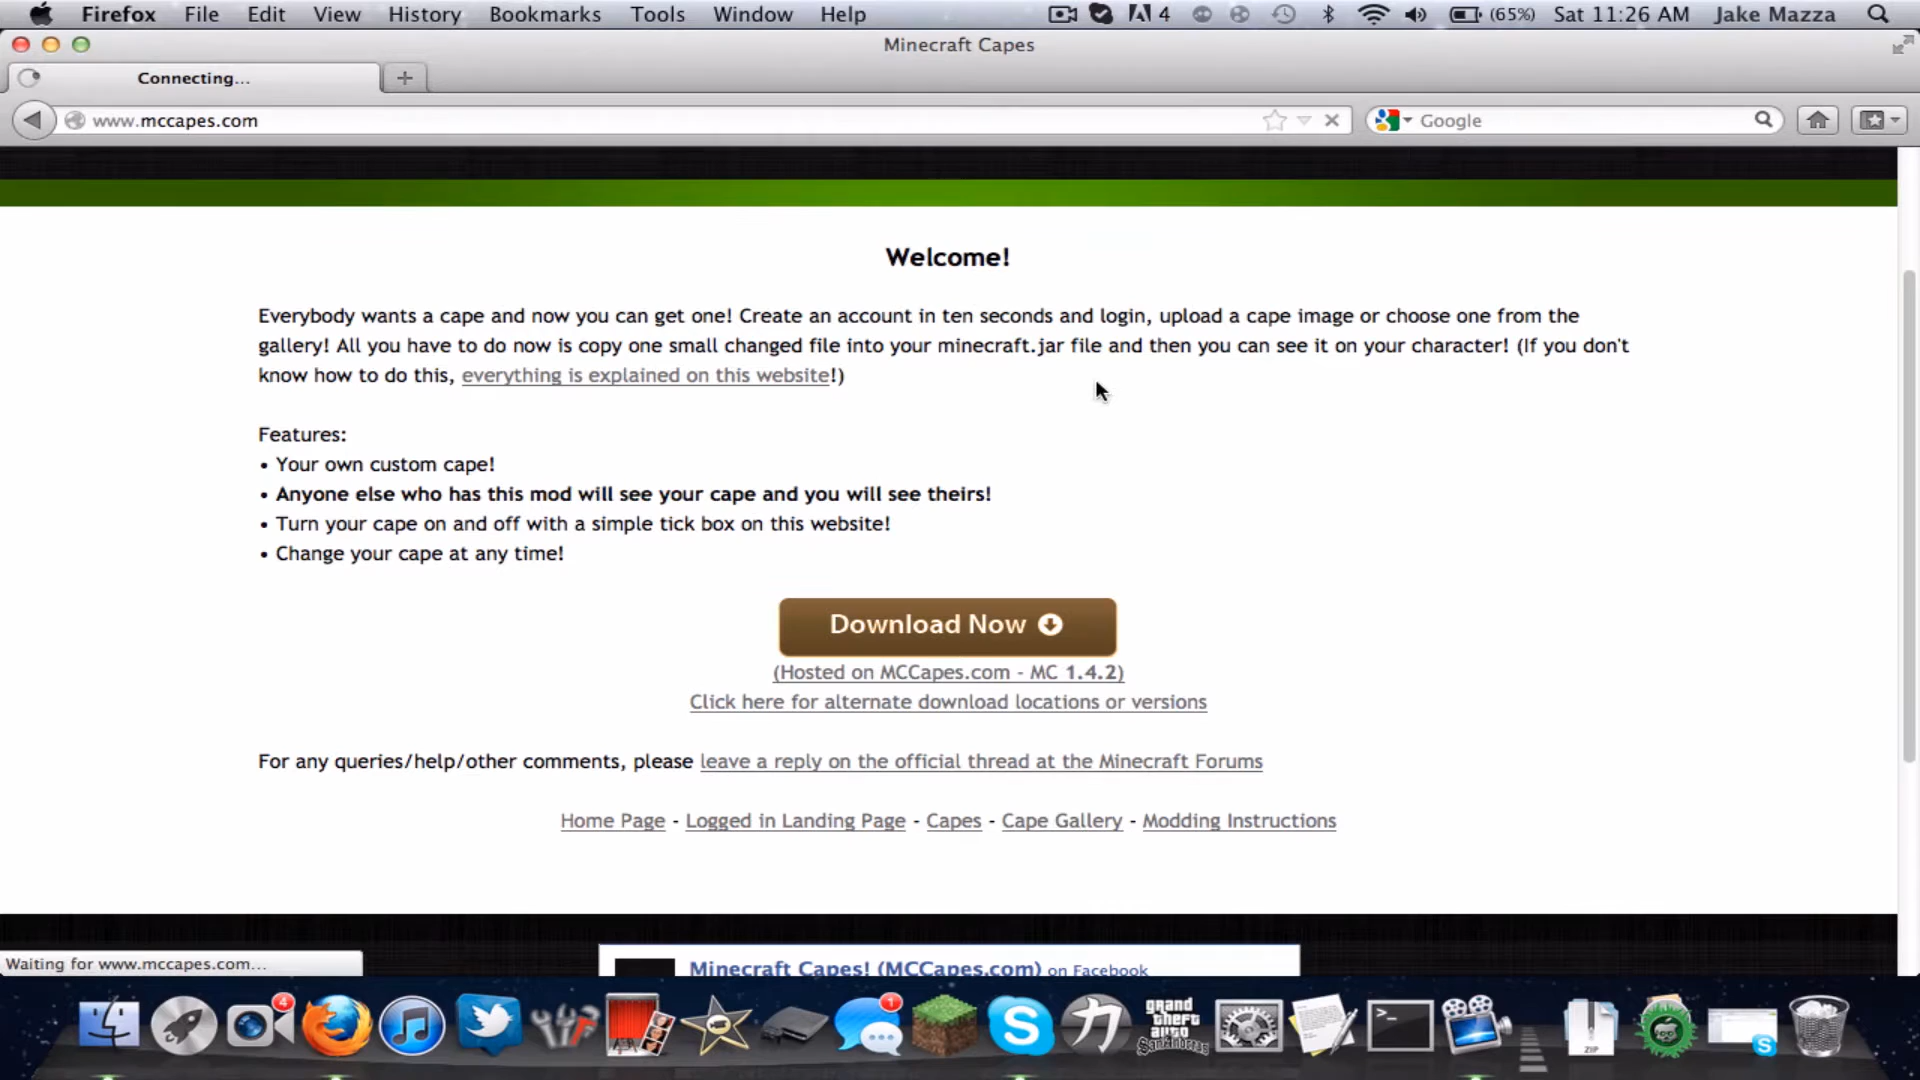 Firefox File Edit View History Bookmarks Tools Window Help 4 (65%) Sat 11:26 AM Jake Mazza
Minecraft Capes
Connecting...
www.mccapes.com Google
Welcome!
Everybody wants a cape and now you can get one! Create an account in ten seconds and login, upload a cape image or choose one from the
gallery! All you have to do now is copy one small changed file into your minecraft.jar file and then you can see it on your character! (If you don't
know how to do this, everything is explained on this website!)
Features:
• Your own custom cape!
• Anyone else who has this mod will see your cape and you will see theirs!
• Turn your cape on and off with a simple tick box on this website!
• Change your cape at any time!
Download Now
(Hosted on MCCapes.com - MC 1.4.2)
Click here for alternate download locations or versions
For any queries/help/other comments, please leave a reply on the official thread at the Minecraft Forums
Home Page - Logged in Landing Page - Capes - Cape Gallery - Modding Instructions
Waiting for www.mccapes.com...
Minecraft Capes! (MCCapes.com) on Facebook
4
1
grand
theft
auto
SanAndreas
ZIP